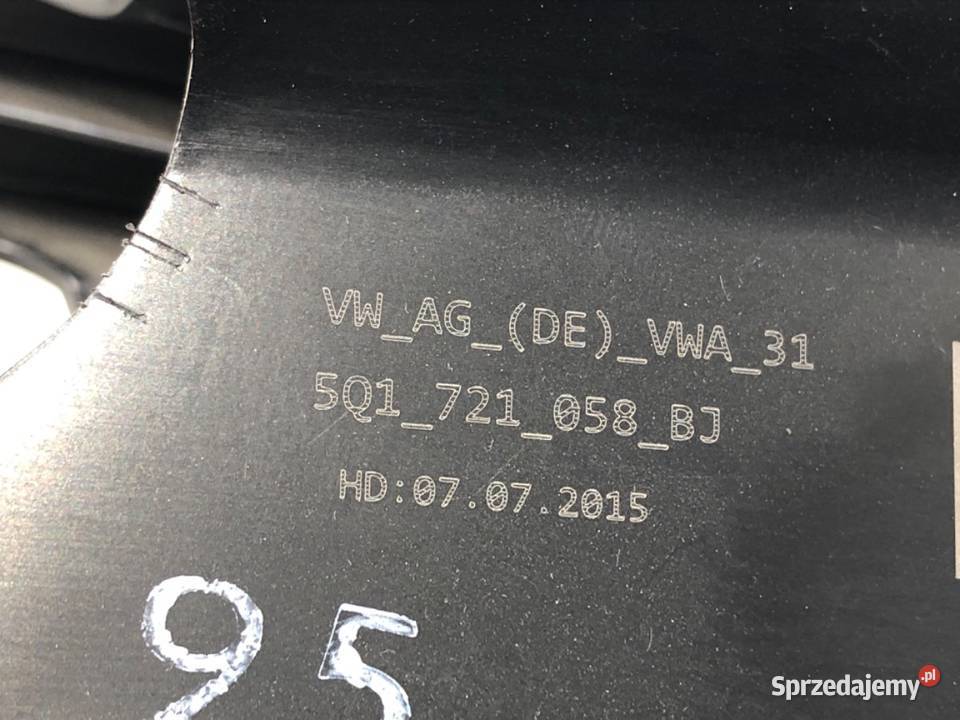 VW_AG_(DE)_VWA_31
5Q1_721_058_BJ
HD:07.07.2015
95
Sprzedajemy.pl